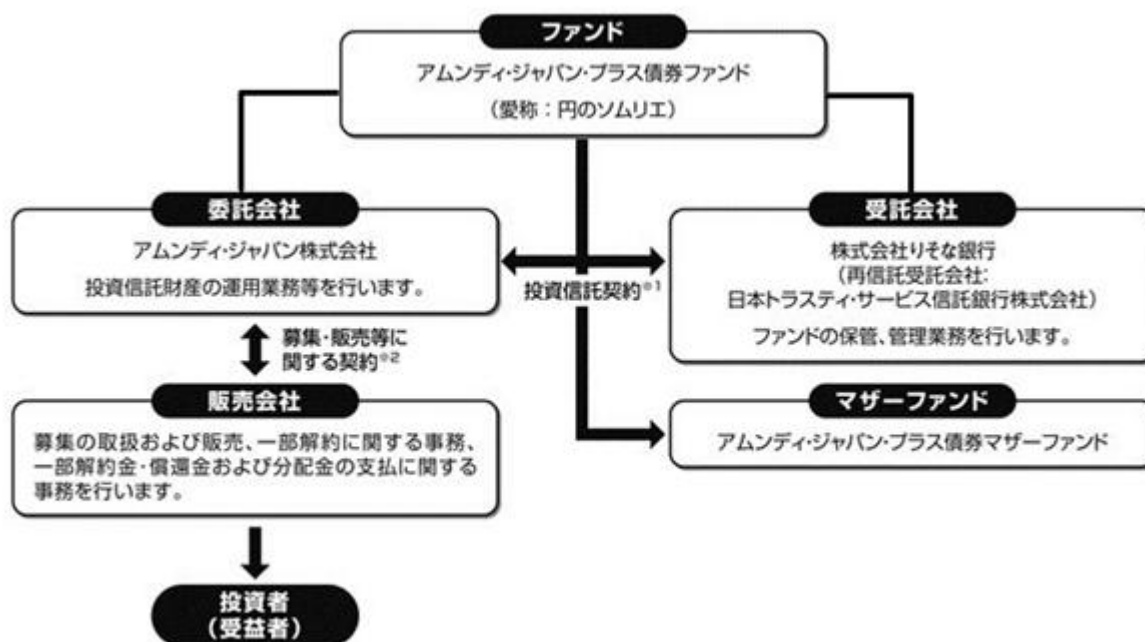 ファンド
アムンディ・ジャパン・プラス債券ファンド
(愛称：円のソムリエ)
委託会社
アムンディ・ジャパン株式会社
投資信託財産の運用業務等を行います。
受託会社
株式会社りそな銀行
(再信託受託会社:
日本トラスティ・サービス信託銀行株式会社)
ファンドの保管、管理業務を行います。
投資信託契約※1
募集・販売等に
関する契約※2
販売会社
募集の取扱および販売、一部解約に関する事務、
一部解約金・償還金および分配金の支払に関する
事務を行います。
マザーファンド
アムンディ・ジャパン・プラス債券マザーファンド
投資者
(受益者)